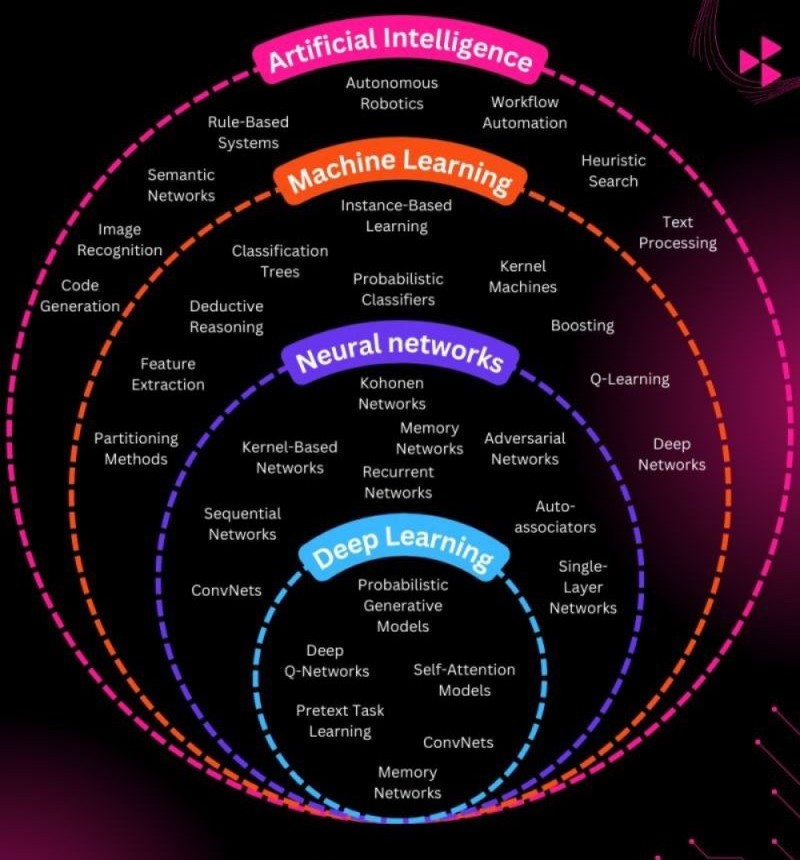 Artificial Intelligence
Autonomous
Robotics
Workflow
Automation
Rule-Based
Systems
Heuristic
Search
Semantic
Networks
Text
Processing
Image
Recognition
Code
Generation
Machine Learning
Instance-Based
Learning
Classification
Trees
Kernel
Machines
Probabilistic
Classifiers
Deductive
Reasoning
Boosting
Feature
Extraction
Q-Learning
Partitioning
Methods
Deep
Networks
Neural networks
Kohonen
Networks
Memory
Networks
Adversarial
Networks
Kernel-Based
Networks
Recurrent
Networks
Sequential
Networks
Auto-
associators
ConvNets
Single-
Layer
Networks
Deep Learning
Probabilistic
Generative
Models
Deep
Q-Networks
Self-Attention
Models
Pretext Task
Learning
ConvNets
Memory
Networks